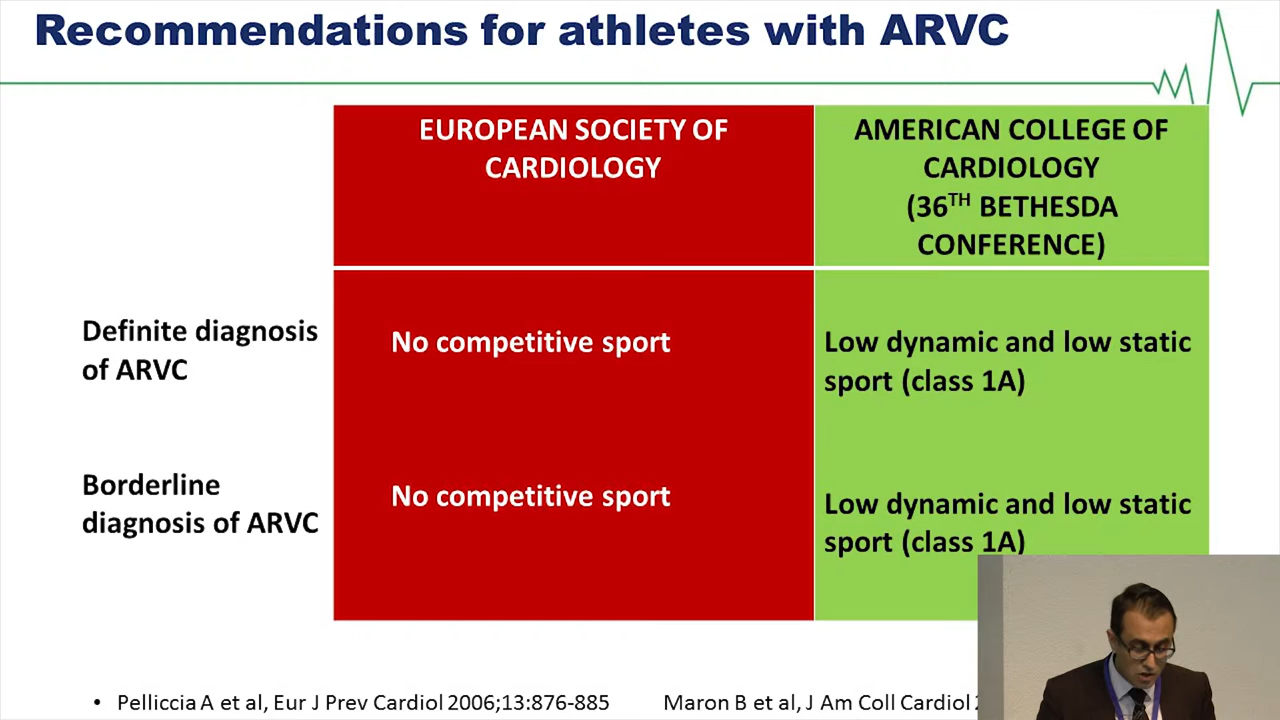 Recommendations for athletes with ARVC
EUROPEAN SOCIETY OF
CARDIOLOGY
AMERICAN COLLEGE OF
CARDIOLOGY
(36TH BETHESDA
CONFERENCE)
Definite diagnosis
of ARVC
No competitive sport
Low dynamic and low static
sport (class 1A)
Borderline
diagnosis of ARVC
No competitive sport
Low dynamic and low static
sport (class 1A)
• Pelliccia A et al, Eur J Prev Cardiol 2006;13:876-885
Maron B et al, J Am Coll Cardiol